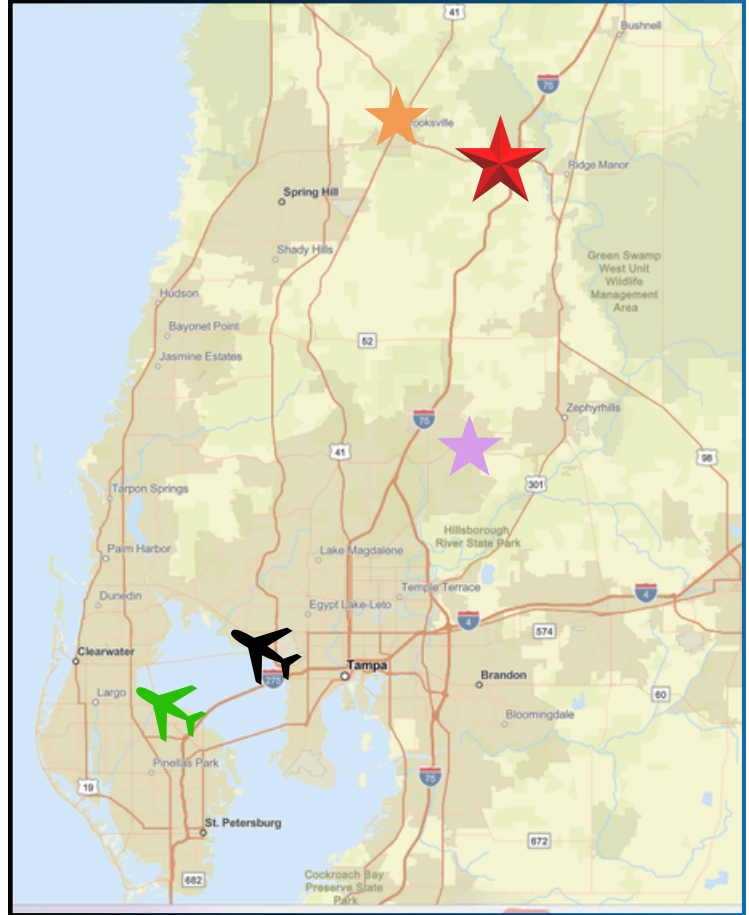 41
Bushnell
75
ooksville
Ridge Manor
Spring Hill
Shady Hills
Green Swamp
West Unit
Wildlife
Management
Area
Hudson
Bayonet Point
52
Jasmine Estates
Zephyrhills
75
41
98
301
Tarpon Springs
Hillsborough
River State Park
Palm Harbor
Lake Magdalene
Temple Terrace
4
Dunedin
Egypt Lake-Leto
4
574
Clearwater
Tampa
275
Brandon
Largo
60
Bloomingdale
Pinellas Park
75
19
St. Petersburg
672
Cockroach Bay
Preserve State
Park
682